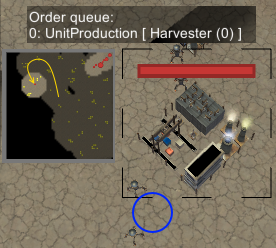 Order queue:
0: UnitProduction [ Harvester (0) ]